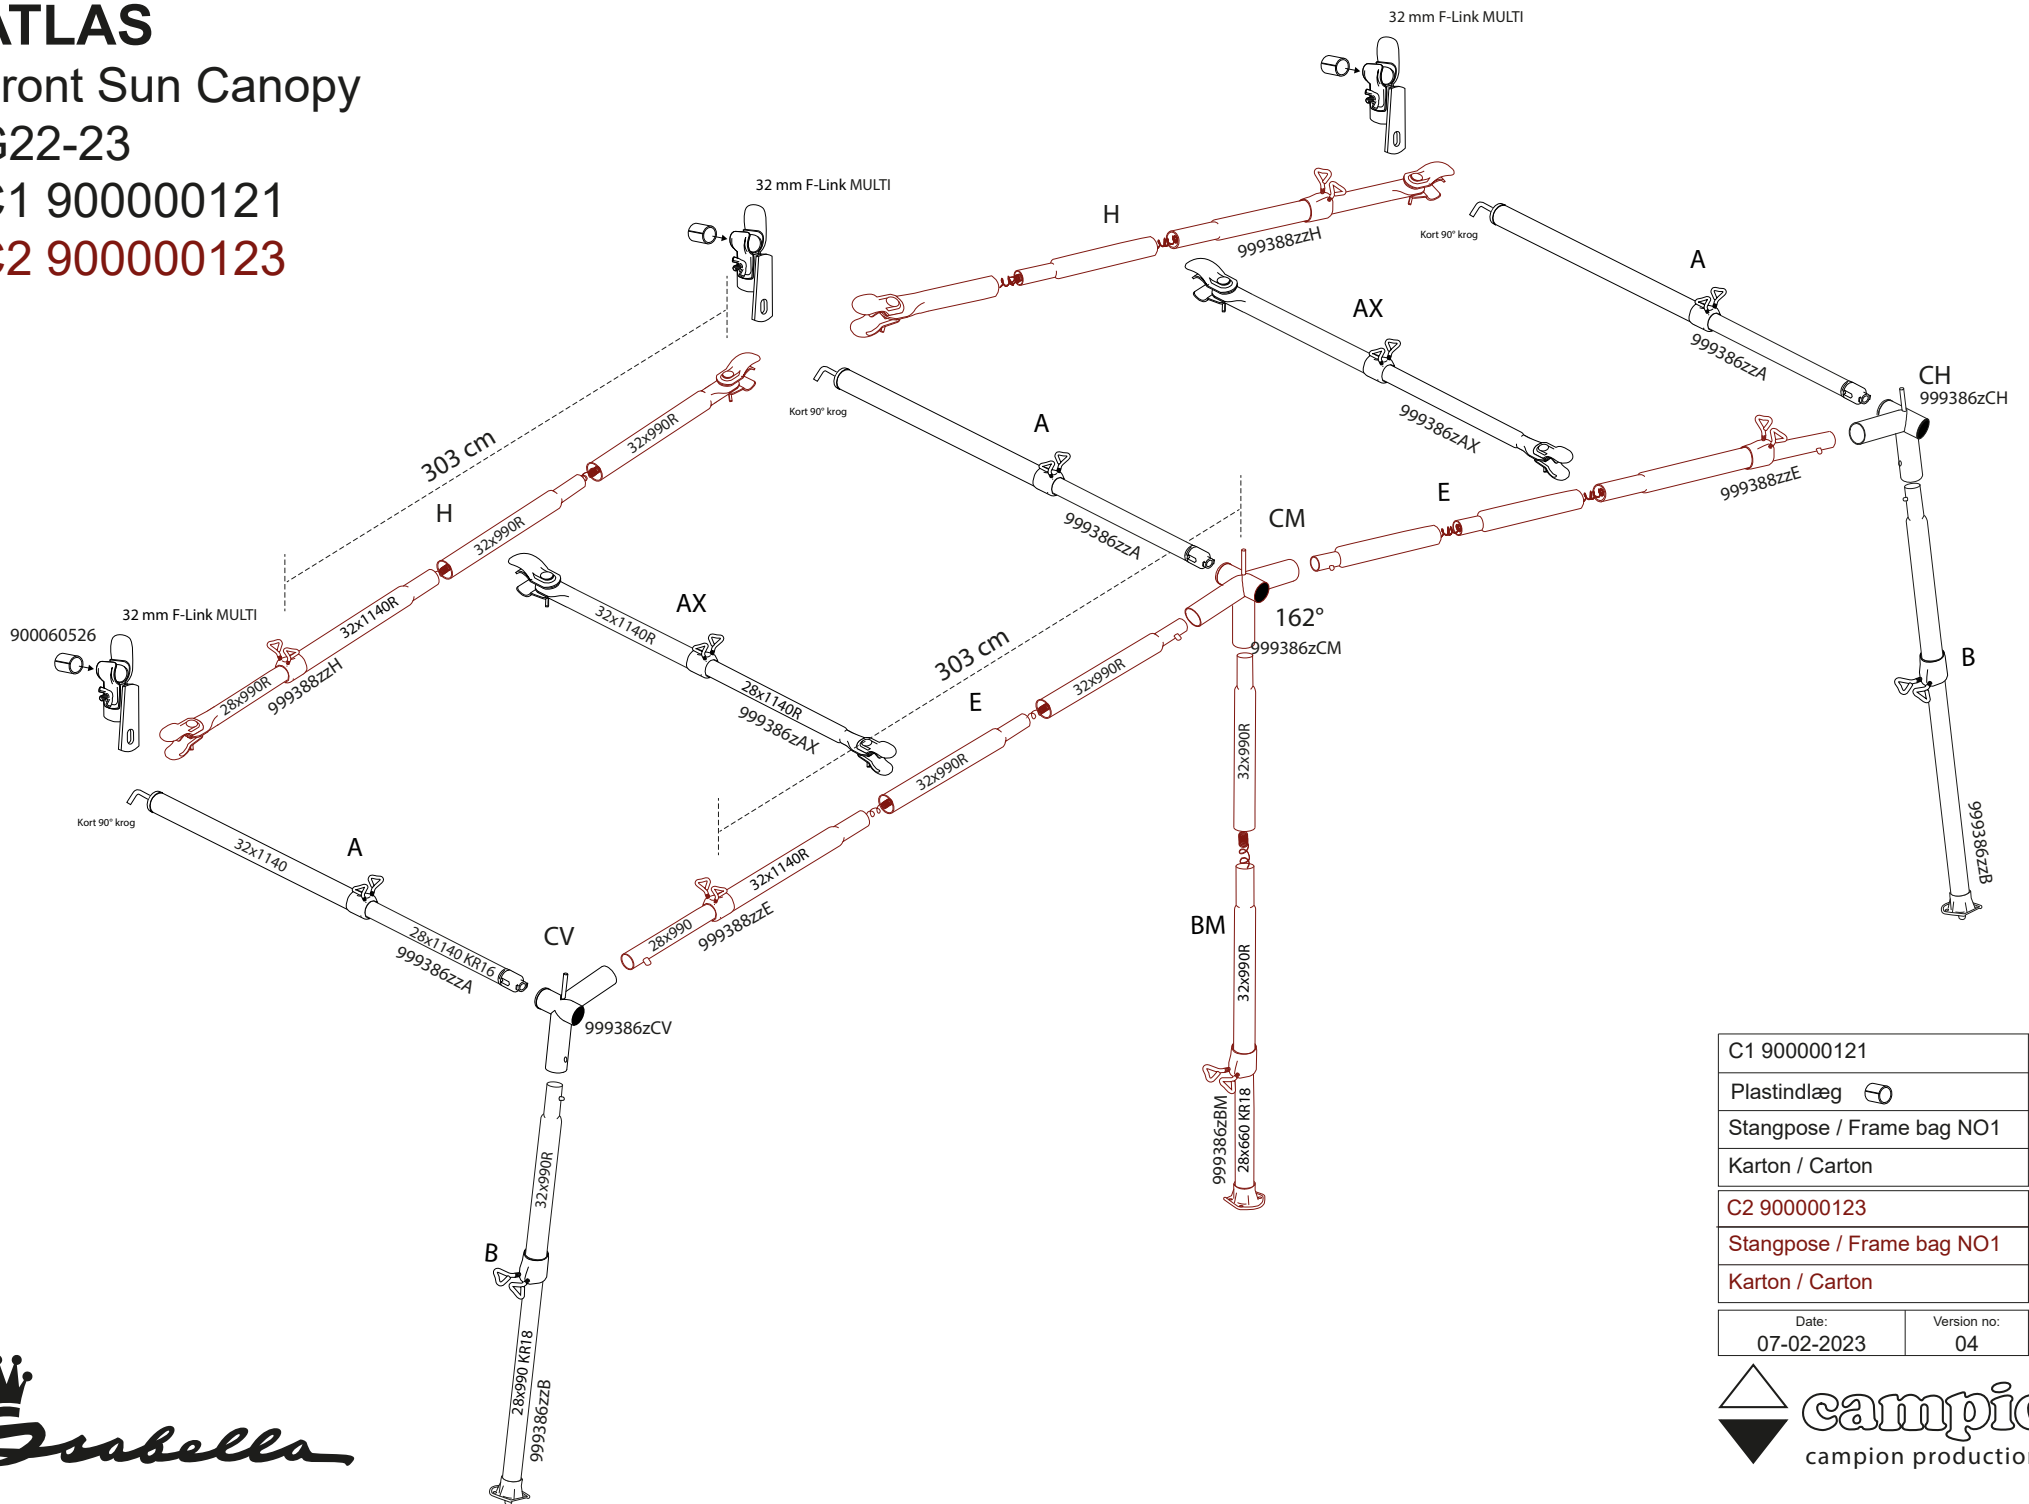 ATLAS
ront Sun Canopy
G22-23
C1 900000121
C2 900000123
32 mm F-Link MULTI
32 mm F-Link MULTI
H
999388zzH
Kort 90° krog
A
999386zzA
AX
999386zAX
CH
999386zCH
303 cm
32x990R
H
32x990R
32x1140R
28x990R
999388zzH
Kort 90° krog
A
999386zzA
E
999388zzE
CM
162°
999386zCM
32 mm F-Link MULTI
900060526
AX
32x1140R
28x1140R
999386zAX
303 cm
E
32x990R
32x990R
32x1140R
28x990
999388zzE
B
999386zzB
Kort 90° krog
A
32x1140
28x1140 KR16
999386zzA
CV
999386zCV
32x990R
BM
32x990R
28x660 KR18
999386zBM
32x990R
B
28x990 KR18
999386zzB
C1 900000121
Plastindlæg
Stangpose / Frame bag NO1
Karton / Carton
C2 900000123
Stangpose / Frame bag NO1
Karton / Carton
Date:
07-02-2023
Version no:
04
Isabella
campio
campion production